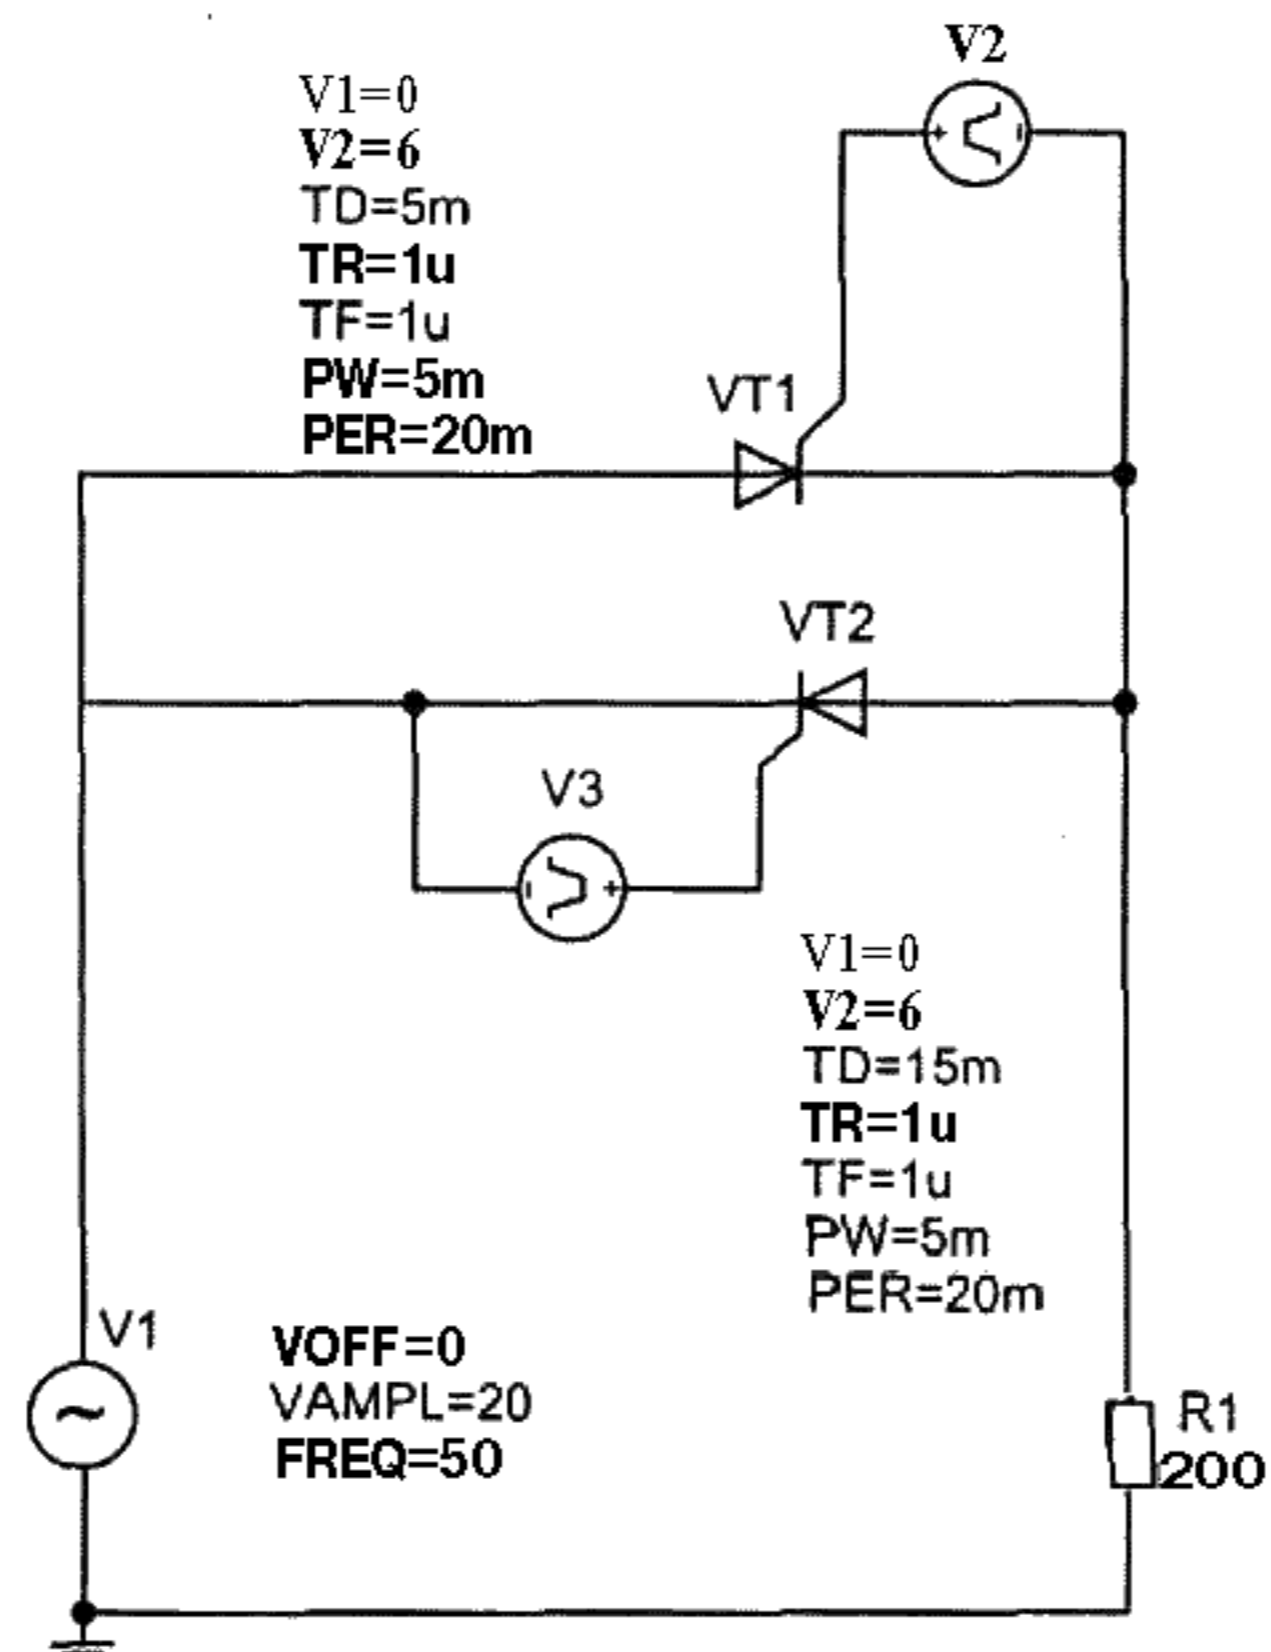 V2
V1=0
V2=6
TD=5m
TR=1u
TF=1u
PW=5m
PER=20m
VT1
VT2
V3
V1=0
V2=6
TD=15m
TR=1u
TF=1u
PW=5m
PER=20m
V1
VOFF=0
VAMPL=20
FREQ=50
R1
200